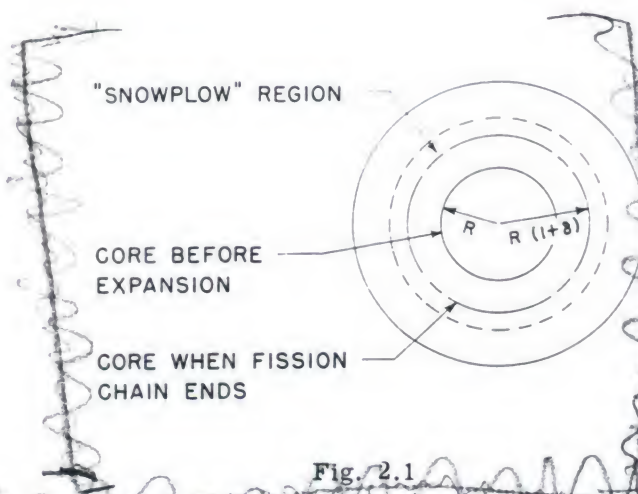 "SNOWPLOW" REGION
R
R (1+δ)
CORE BEFORE
EXPANSION
CORE WHEN FISSION
CHAIN ENDS
Fig. 2.1